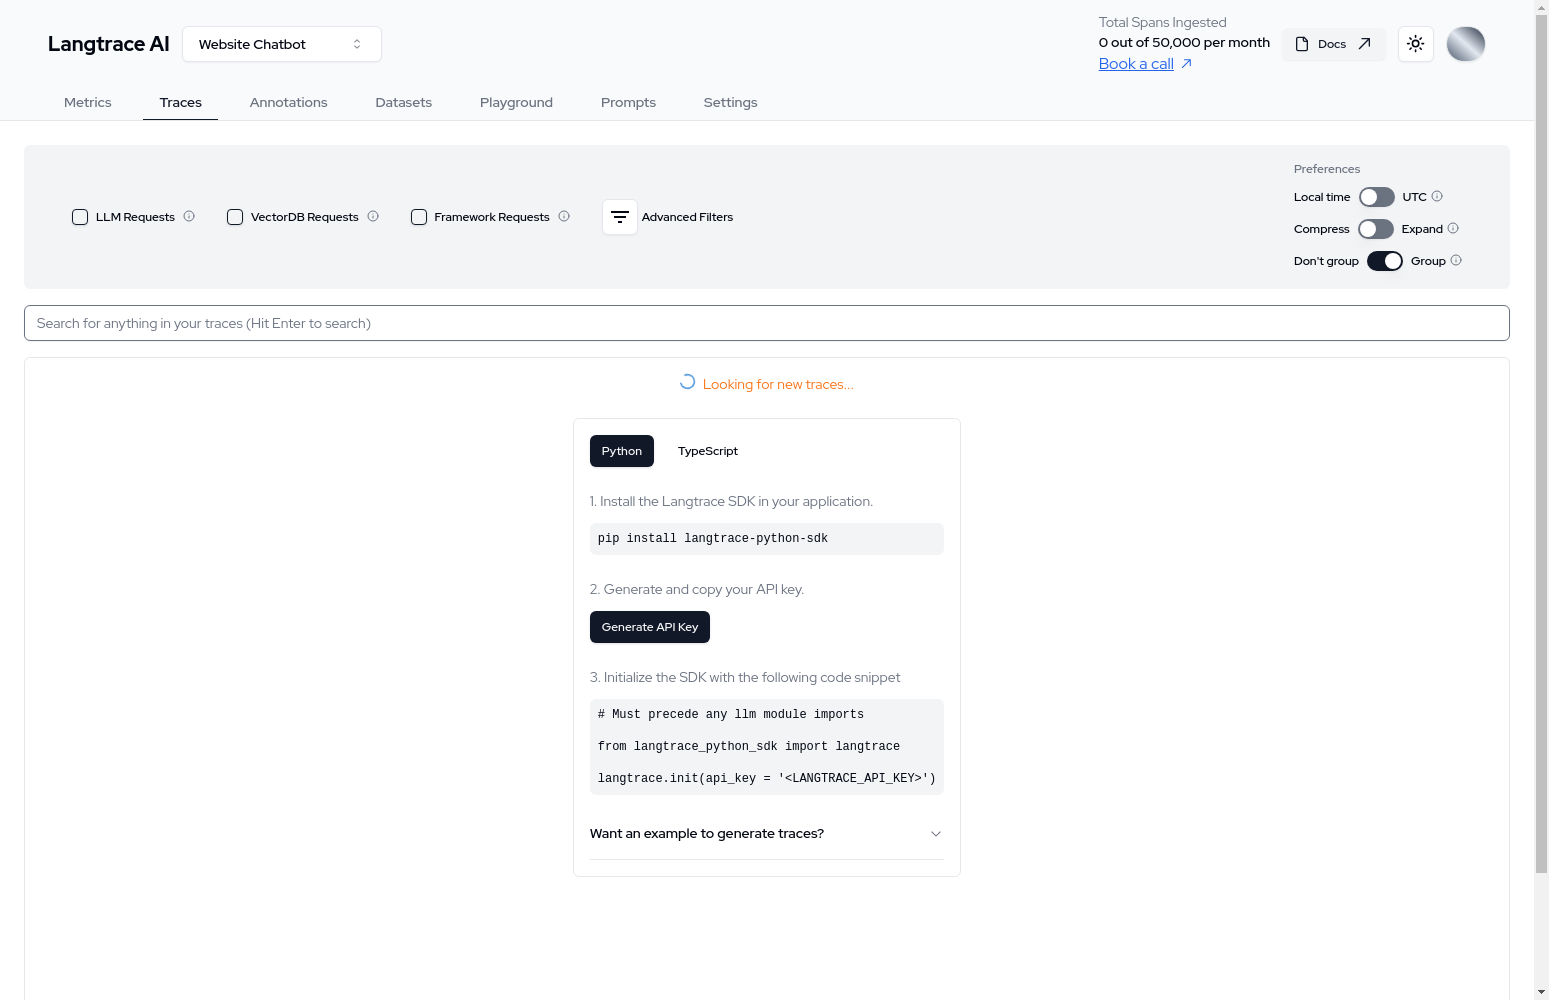 Langtrace AI
Website Chatbot
Total Spans Ingested
0 out of 50,000 per month
Book a call
Docs
Metrics
Traces
Annotations
Datasets
Playground
Prompts
Settings
LLM Requests
VectorDB Requests
Framework Requests
Advanced Filters
Preferences
Local time
UTC
Compress
Expand
Don't group
Group
Search for anything in your traces (Hit Enter to search)
Looking for new traces...
Python
TypeScript
1. Install the Langtrace SDK in your application.
pip install langtrace-python-sdk
2. Generate and copy your API key.
Generate API Key
3. Initialize the SDK with the following code snippet
# Must precede any llm module imports
from langtrace_python_sdk import langtrace
langtrace.init(api_key = '<LANGTRACE_API_KEY>')
Want an example to generate traces?